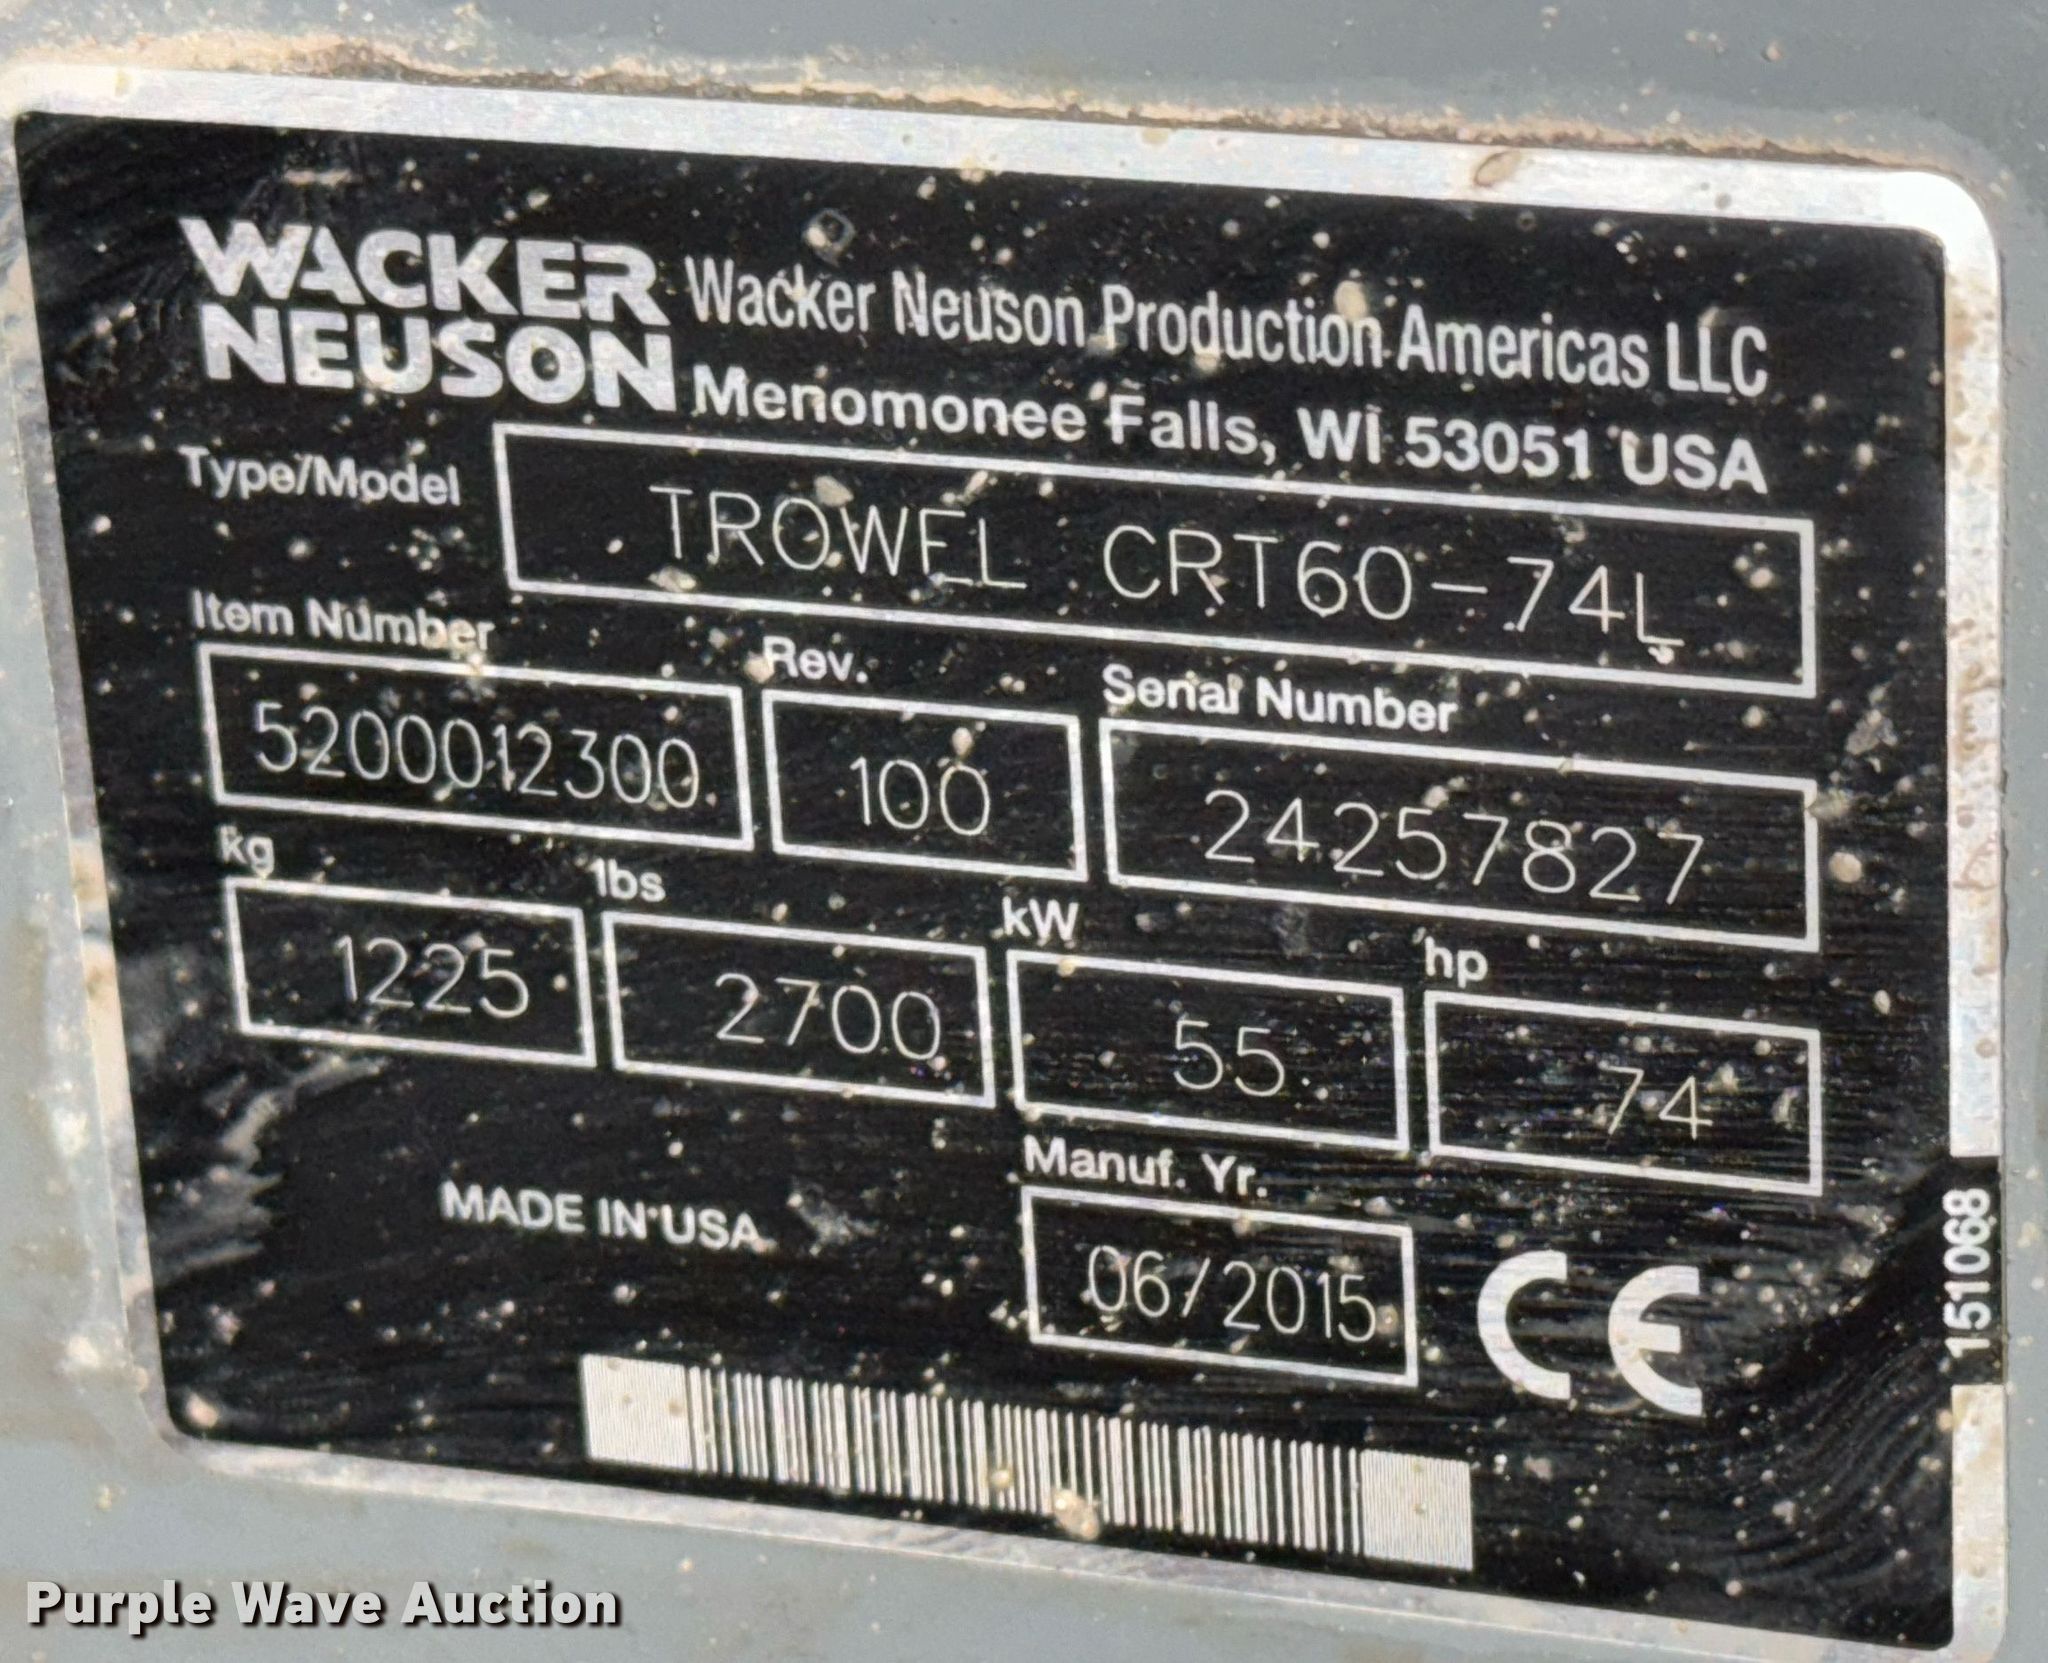 WACKER
NEUSON
Wacker Neuson Production Americas LLC
Menomonee Falls, WI 53051 USA
Type/Model
TROWEL CRT60-74L
Item Number Rev. Serial Number
5200012300 100 24257827
kg lbs kW hp
1225 2700 55 74
Manuf. Yr.
MADE IN USA
06/2015
CE
151068
Purple Wave Auction